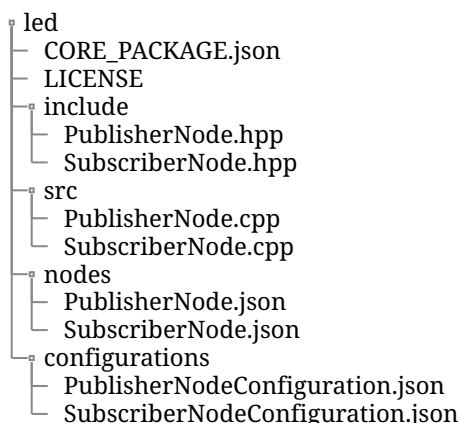 led
CORE_PACKAGE.json
LICENSE
include
PublisherNode.hpp
SubscriberNode.hpp
src
PublisherNode.cpp
SubscriberNode.cpp
nodes
PublisherNode.json
SubscriberNode.json
configurations
PublisherNodeConfiguration.json
SubscriberNodeConfiguration.json